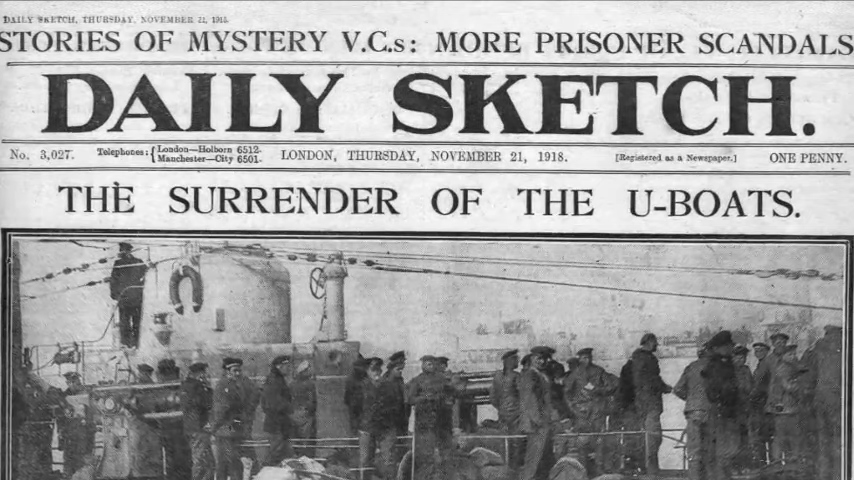 DAILY SKETCH, THURSDAY, NOVEMBER 21, 1918.
STORIES OF MYSTERY V.C.s: MORE PRISONER SCANDALS
DAILY SKETCH.
No. 3,027.
Telephones: { London—Holborn 6512.
Manchester—City 6501.
LONDON, THURSDAY, NOVEMBER 21, 1918.
[Registered as a Newspaper.]
ONE PENNY.
THE SURRENDER OF THE U-BOATS.